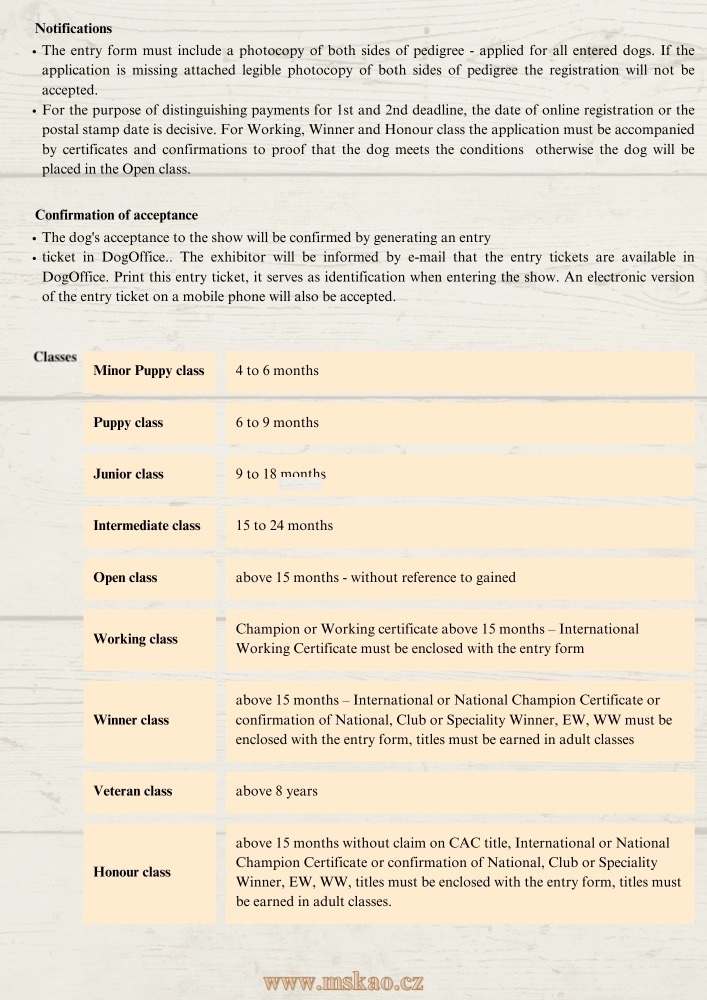 Notifications
• The entry form must include a photocopy of both sides of pedigree - applied for all entered dogs. If the
application is missing attached legible photocopy of both sides of pedigree the registration will not be
accepted.
• For the purpose of distinguishing payments for 1st and 2nd deadline, the date of online registration or the
postal stamp date is decisive. For Working, Winner and Honour class the application must be accompanied
by certificates and confirmations to proof that the dog meets the conditions otherwise the dog will be
placed in the Open class.
Confirmation of acceptance
• The dog's acceptance to the show will be confirmed by generating an entry
• ticket in DogOffice.. The exhibitor will be informed by e-mail that the entry tickets are available in
DogOffice. Print this entry ticket, it serves as identification when entering the show. An electronic version
of the entry ticket on a mobile phone will also be accepted.
Classes
Minor Puppy class
4 to 6 months
Puppy class
6 to 9 months
Junior class
9 to 18 months
Intermediate class
15 to 24 months
Open class
above 15 months - without reference to gained
Working class
Champion or Working certificate above 15 months – International
Working Certificate must be enclosed with the entry form
Winner class
above 15 months – International or National Champion Certificate or
confirmation of National, Club or Speciality Winner, EW, WW must be
enclosed with the entry form, titles must be earned in adult classes
Veteran class
above 8 years
Honour class
above 15 months without claim on CAC title, International or National
Champion Certificate or confirmation of National, Club or Speciality
Winner, EW, WW, titles must be enclosed with the entry form, titles must
be earned in adult classes.
www.mskao.cz